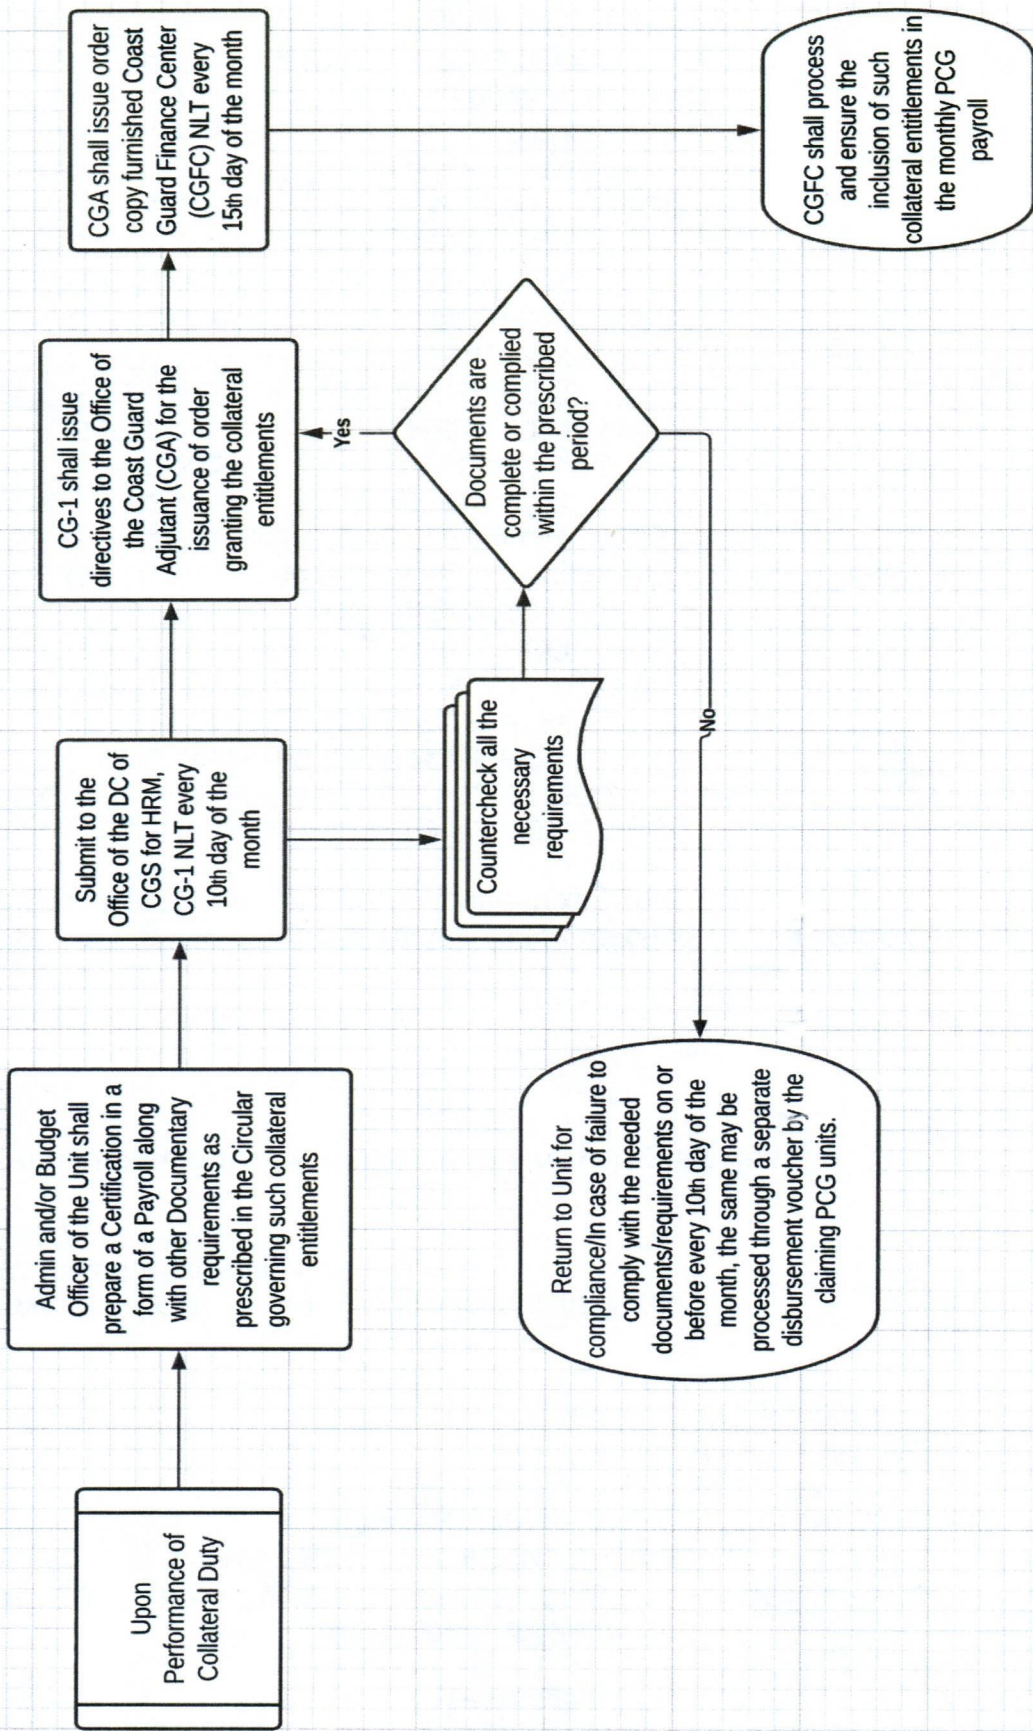 Upon
Performance of
Collateral Duty
Admin and/or Budget
Officer of the Unit shall
prepare a Certification in a
form of a Payroll along
with other Documentary
requirements as
prescribed in the Circular
governing such collateral
entitlements
Submit to the
Office of the DC of
CGS for HRM,
CG-1 NLT every
10th day of the
month
CG-1 shall issue
directives to the Office of
the Coast Guard
Adjutant (CGA) for the
issuance of order
granting the collateral
entitlements
CGA shall issue order
copy furnished Coast
Guard Finance Center
(CGFC) NLT every
15th day of the month
Countercheck all the
necessary
requirements
Documents are
complete or complied
within the prescribed
period?
Yes
No
Return to Unit for
compliance/In case of failure to
comply with the needed
documents/requirements on or
before every 10th day of the
month, the same may be
processed through a separate
disbursement voucher by the
claiming PCG units.
CGFC shall process
and ensure the
inclusion of such
collateral entitlements in
the monthly PCG
payroll